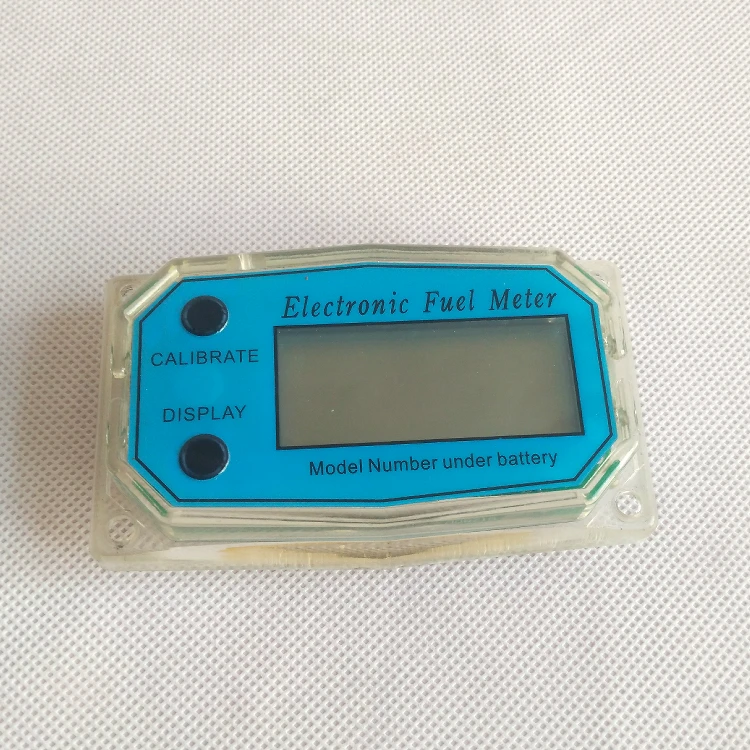 Electronic Fuel Meter
CALIBRATE
DISPLAY
Model Number under battery